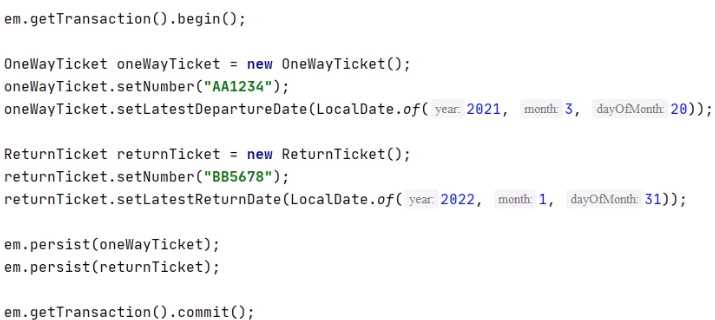 em.getTransaction().begin();
OneWayTicket oneWayTicket = new OneWayTicket();
oneWayTicket.setNumber("AA1234");
oneWayTicket.setLatestDepartureDate(LocalDate.of( year: 2021, month: 3, dayOfMonth: 20));
ReturnTicket returnTicket = new ReturnTicket();
returnTicket.setNumber("BB5678");
returnTicket.setLatestReturnDate(LocalDate.of( year: 2022, month: 1, dayOfMonth: 31));
em.persist(oneWayTicket);
em.persist(returnTicket);
em.getTransaction().commit();